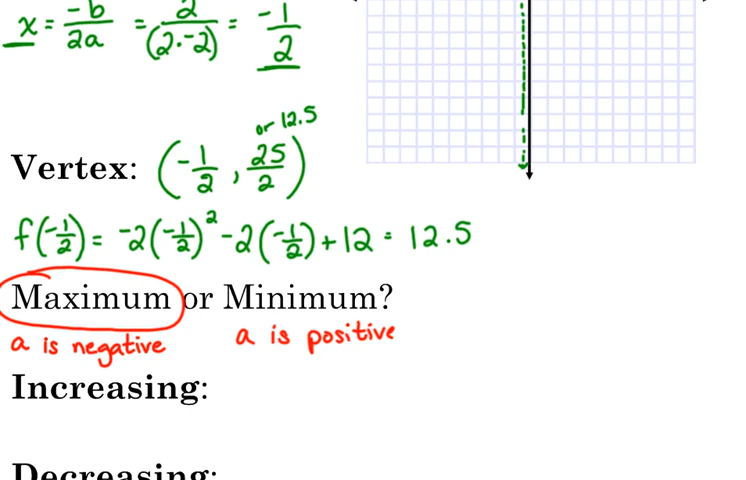 x = -b/2a = 2/(2·-2) = -1/2
or 12.5
Vertex: (-1/2, 25/2)
f(-1/2) = -2(-1/2)² - 2(-1/2) + 12 = 12.5
Maximum or Minimum?
a is negative a is positive
Increasing:
Decreasing: